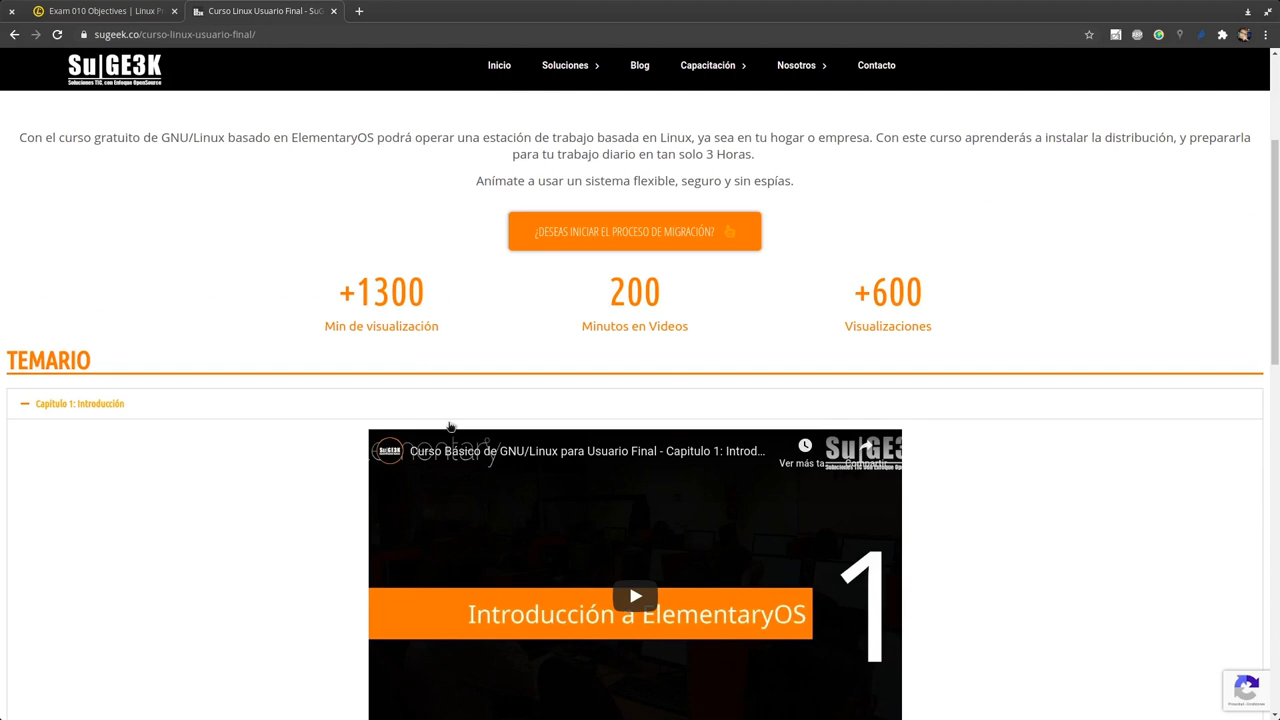 Exam 010 Objectives | Linux P
Curso Linux Usuario Final - SuG
sugeek.co/curso-linux-usuario-final/
Su|GE3K
Soluciones TIC, con Enfoque OpenSource
Inicio
Soluciones
Blog
Capacitación
Nosotros
Contacto
Con el curso gratuito de GNU/Linux basado en ElementaryOS podrá operar una estación de trabajo basada en Linux, ya sea en tu hogar o empresa. Con este curso aprenderás a instalar la distribución, y prepararla
para tu trabajo diario en tan solo 3 Horas.
Anímate a usar un sistema flexible, seguro y sin espías.
¿DESEAS INICIAR EL PROCESO DE MIGRACIÓN?
+1300
200
+600
Min de visualización
Minutos en Videos
Visualizaciones
TEMARIO
Capitulo 1: Introducción
Curso Básico de GNU/Linux para Usuario Final - Capitulo 1: Introd...
Ver más ta...
Compartir
Su|GE3K
1
Introducción a ElementaryOS